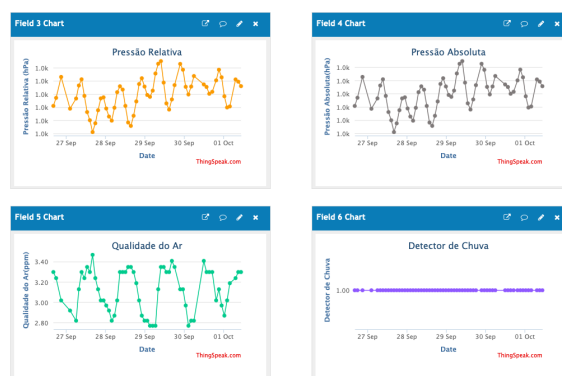 Field 3 Chart
Pressão Relativa
Pressão Relativa (hPa)
1.0k
1.0k
1.0k
1.0k
1.0k
1.0k
27 Sep
28 Sep
29 Sep
30 Sep
01 Oct
Date
ThingSpeak.com
Field 4 Chart
Pressão Absoluta
Pressão Absoluta(hPa)
1.0k
1.0k
1.0k
1.0k
1.0k
1.0k
27 Sep
28 Sep
29 Sep
30 Sep
01 Oct
Date
ThingSpeak.com
Field 5 Chart
Qualidade do Ar
Qualidade do Ar(ppm)
3.40
3.20
3.00
2.80
27 Sep
28 Sep
29 Sep
30 Sep
01 Oct
Date
ThingSpeak.com
Field 6 Chart
Detector de Chuva
Detector de Chuva
1.00
27 Sep
28 Sep
29 Sep
30 Sep
01 Oct
Date
ThingSpeak.com